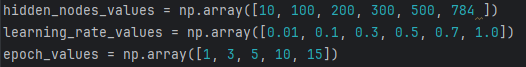 hidden_nodes_values = np.array([10, 100, 200, 300, 500, 784 ])
learning_rate_values = np.array([0.01, 0.1, 0.3, 0.5, 0.7, 1.0])
epoch_values = np.array([1, 3, 5, 10, 15])